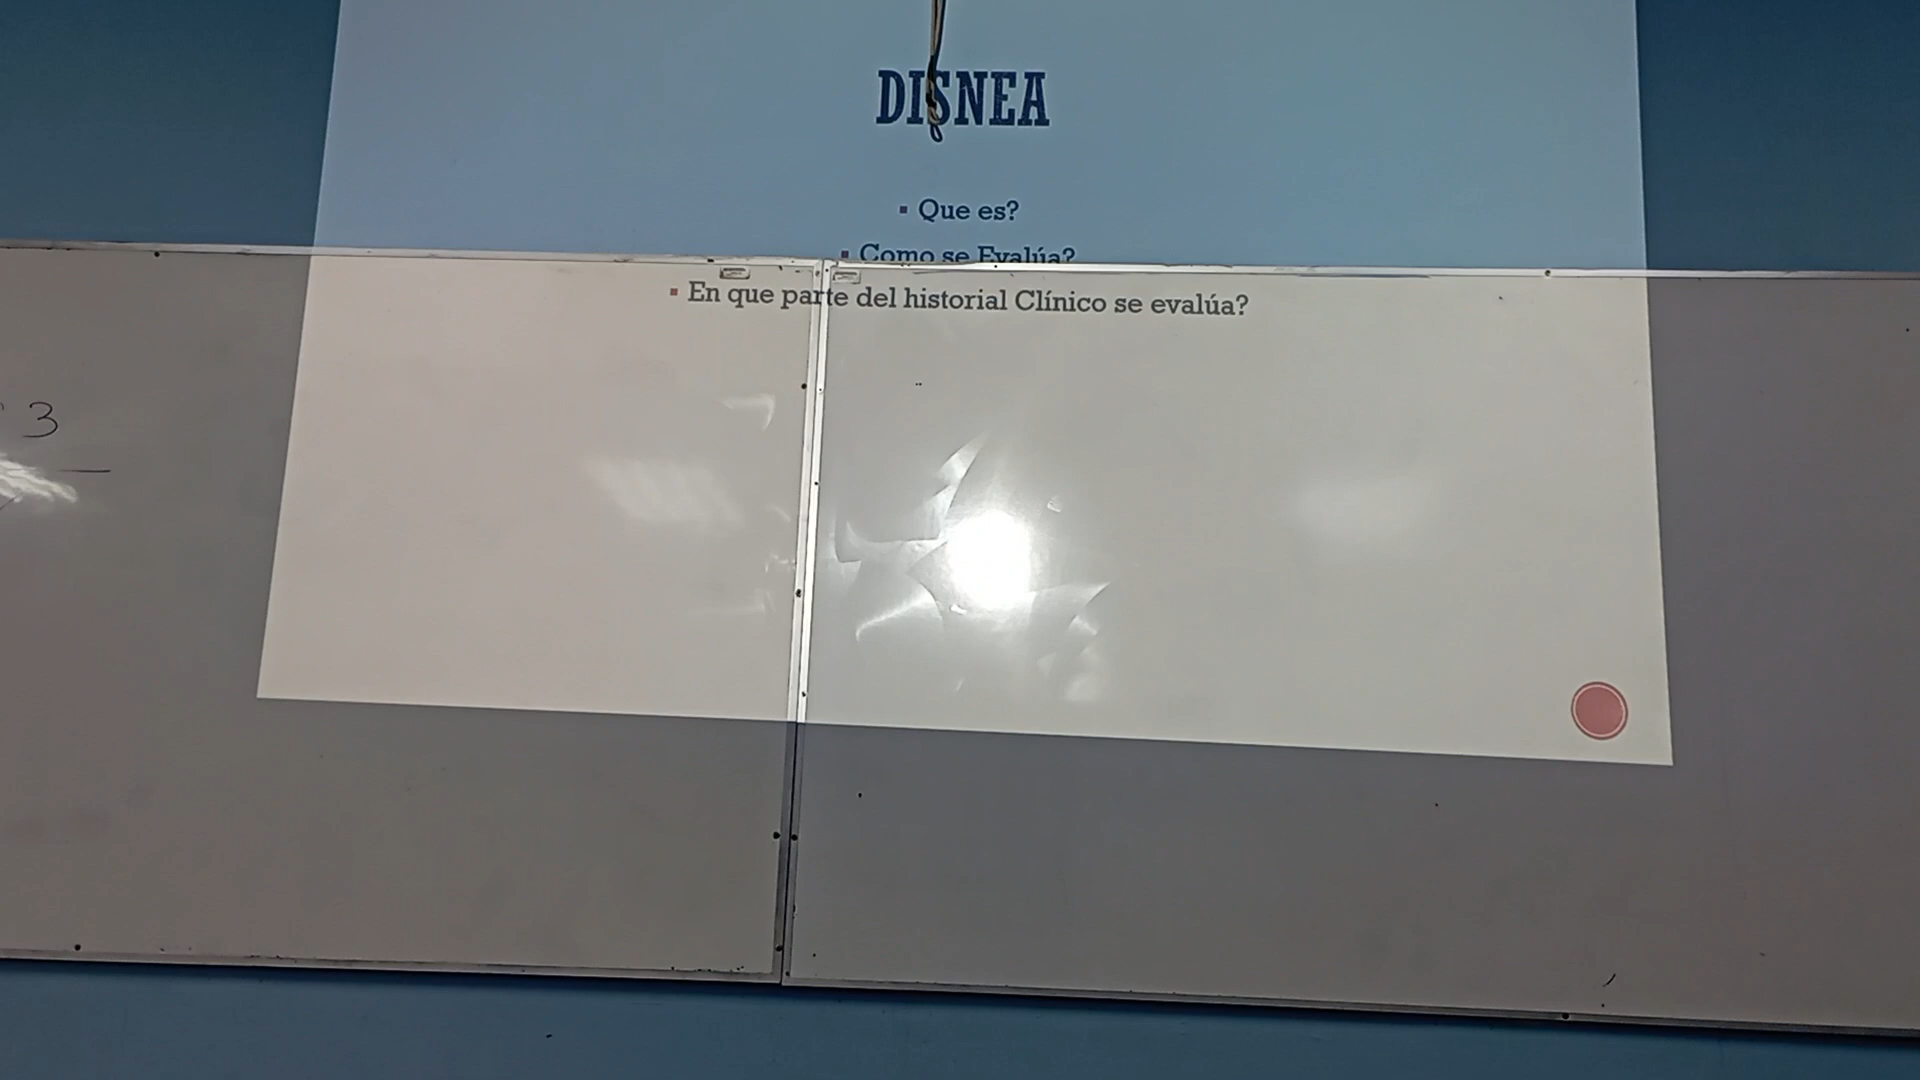 DISNEA
▪ Que es?
▪ Como se Evalúa?
▪ En que parte del historial Clínico se evalúa?
3